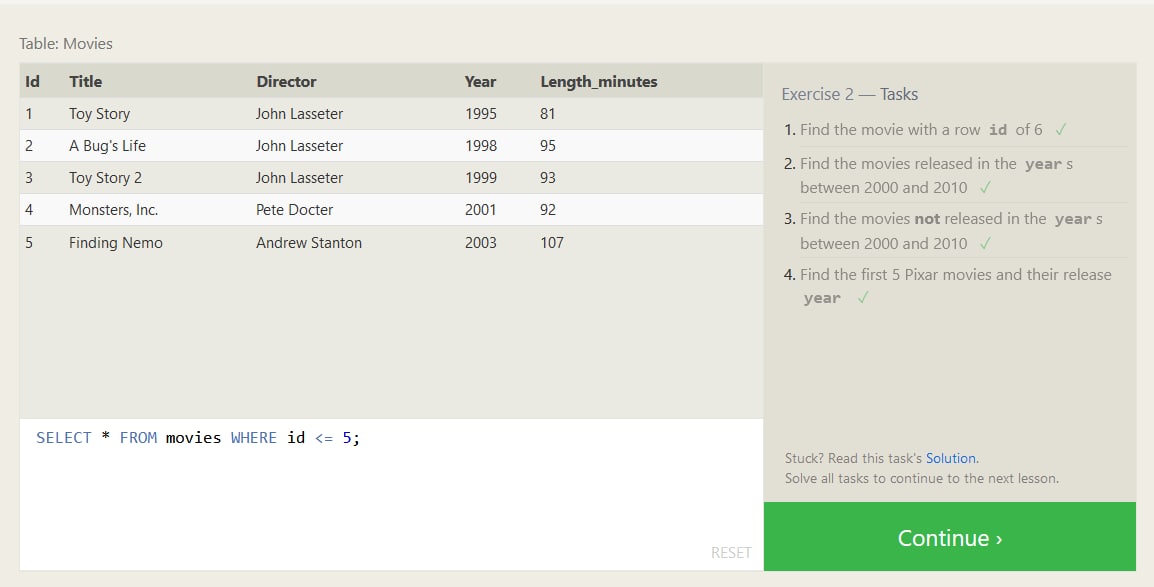 Table: Movies
Id Title Director Year Length_minutes
1 Toy Story John Lasseter 1995 81
2 A Bug's Life John Lasseter 1998 95
3 Toy Story 2 John Lasseter 1999 93
4 Monsters, Inc. Pete Docter 2001 92
5 Finding Nemo Andrew Stanton 2003 107
SELECT * FROM movies WHERE id <= 5;
RESET
Exercise 2 — Tasks
1. Find the movie with a row id of 6 ✓
2. Find the movies released in the year s
between 2000 and 2010 ✓
3. Find the movies not released in the year s
between 2000 and 2010 ✓
4. Find the first 5 Pixar movies and their release
year ✓
Stuck? Read this task's Solution.
Solve all tasks to continue to the next lesson.
Continue ›